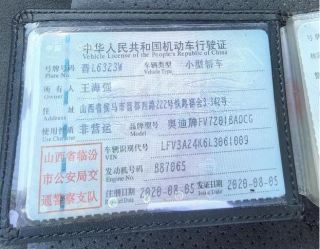 中华人民共和国机动车行驶证
Vehicle License of the People's Republic of China
号牌号码 晋L6323W 车辆类型 小型轿车
Plate No. Vehicle Type
所有人 王海强
Owner
住址 山西省侯马市晋都西路222号铁路宿舍3-342号
Address
使用性质 非营运 品牌型号 奥迪牌FV7201BADCG
Use Character Model
车辆识别代号 LFV3A24K6L3061009
VIN
发动机号码 B87065
Engine No.
注册日期 2020-08-05 发证日期 2020-08-05
Register Date Issue Date
山西省临汾
市公安局交
通警察支队